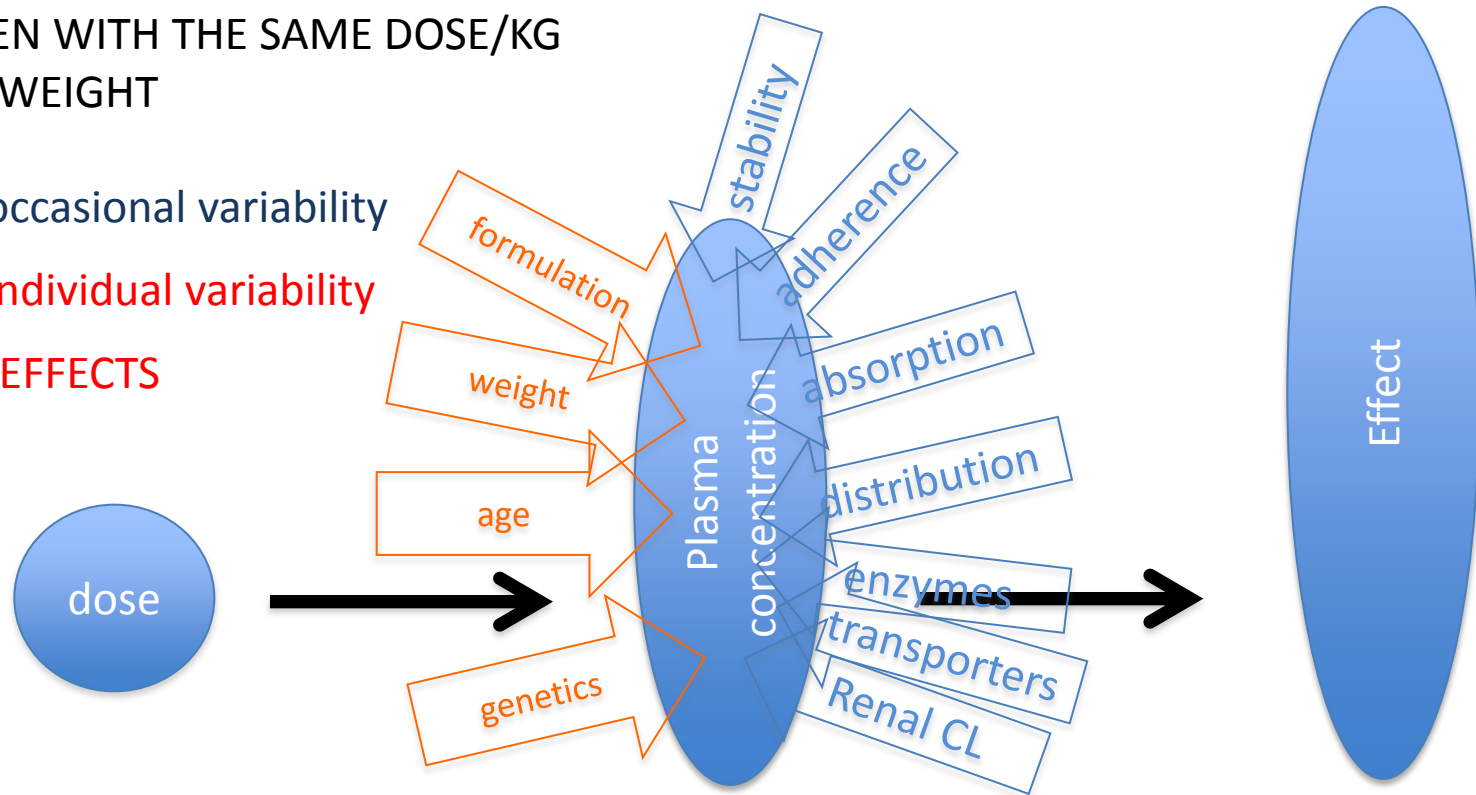 EN WITH THE SAME DOSE/KG
WEIGHT
occasional variability
ndividual variability
EFFECTS
dose
formulation
weight
age
genetics
Plasma
concentration
stability
adherence
absorption
distribution
enzymes
transporters
Renal CL
Effect